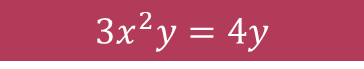 3x²y = 4y